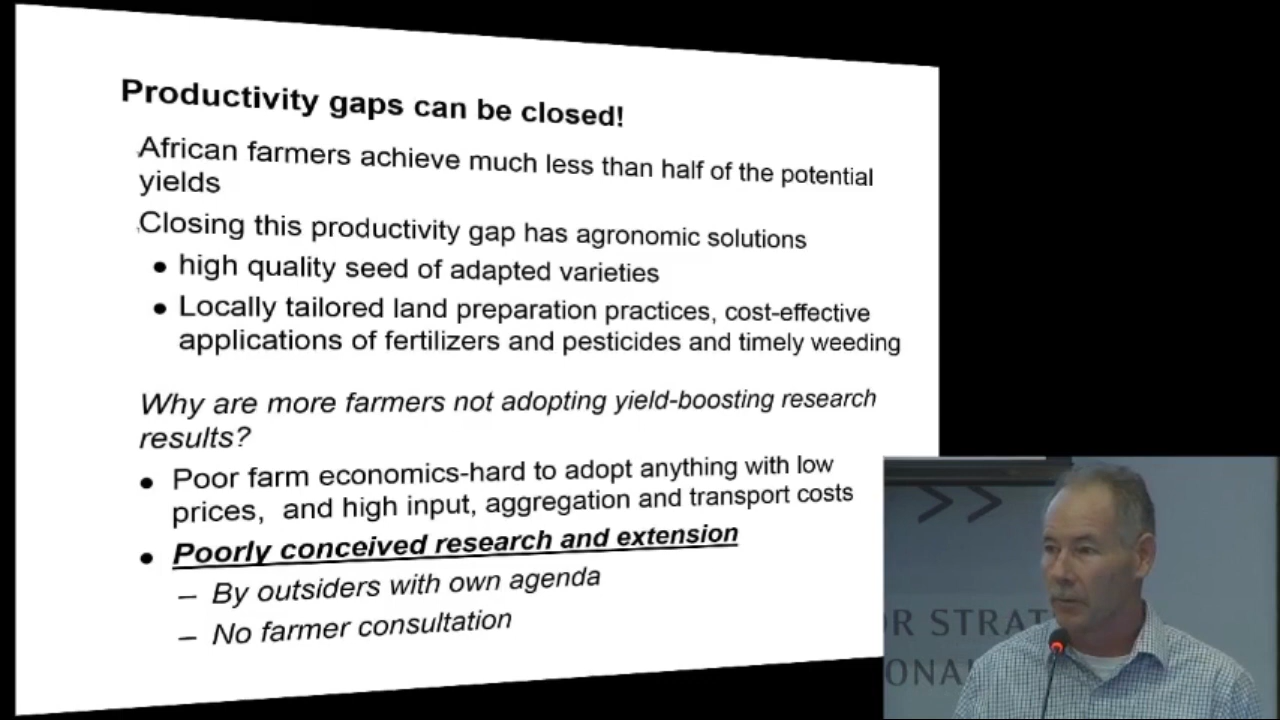 Productivity gaps can be closed!
African farmers achieve much less than half of the potential
yields
Closing this productivity gap has agronomic solutions
• high quality seed of adapted varieties
• Locally tailored land preparation practices, cost-effective
applications of fertilizers and pesticides and timely weeding
Why are more farmers not adopting yield-boosting research
results?
• Poor farm economics-hard to adopt anything with low
prices,  and high input, aggregation and transport costs
• Poorly conceived research and extension
– By outsiders with own agenda
– No farmer consultation
>>
R STRAT
ONA